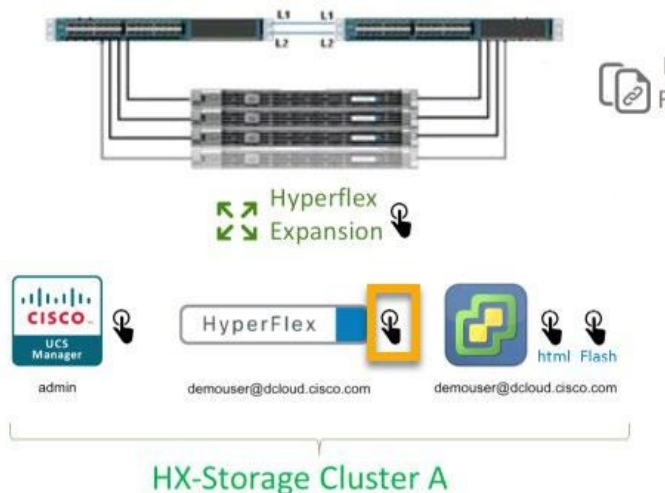 L1 L1
L2 L2
Hyperflex
Expansion
CISCO
UCS
Manager
HyperFlex
html Flash
admin
demouser@dcloud.cisco.com
demouser@dcloud.cisco.com
HX-Storage Cluster A